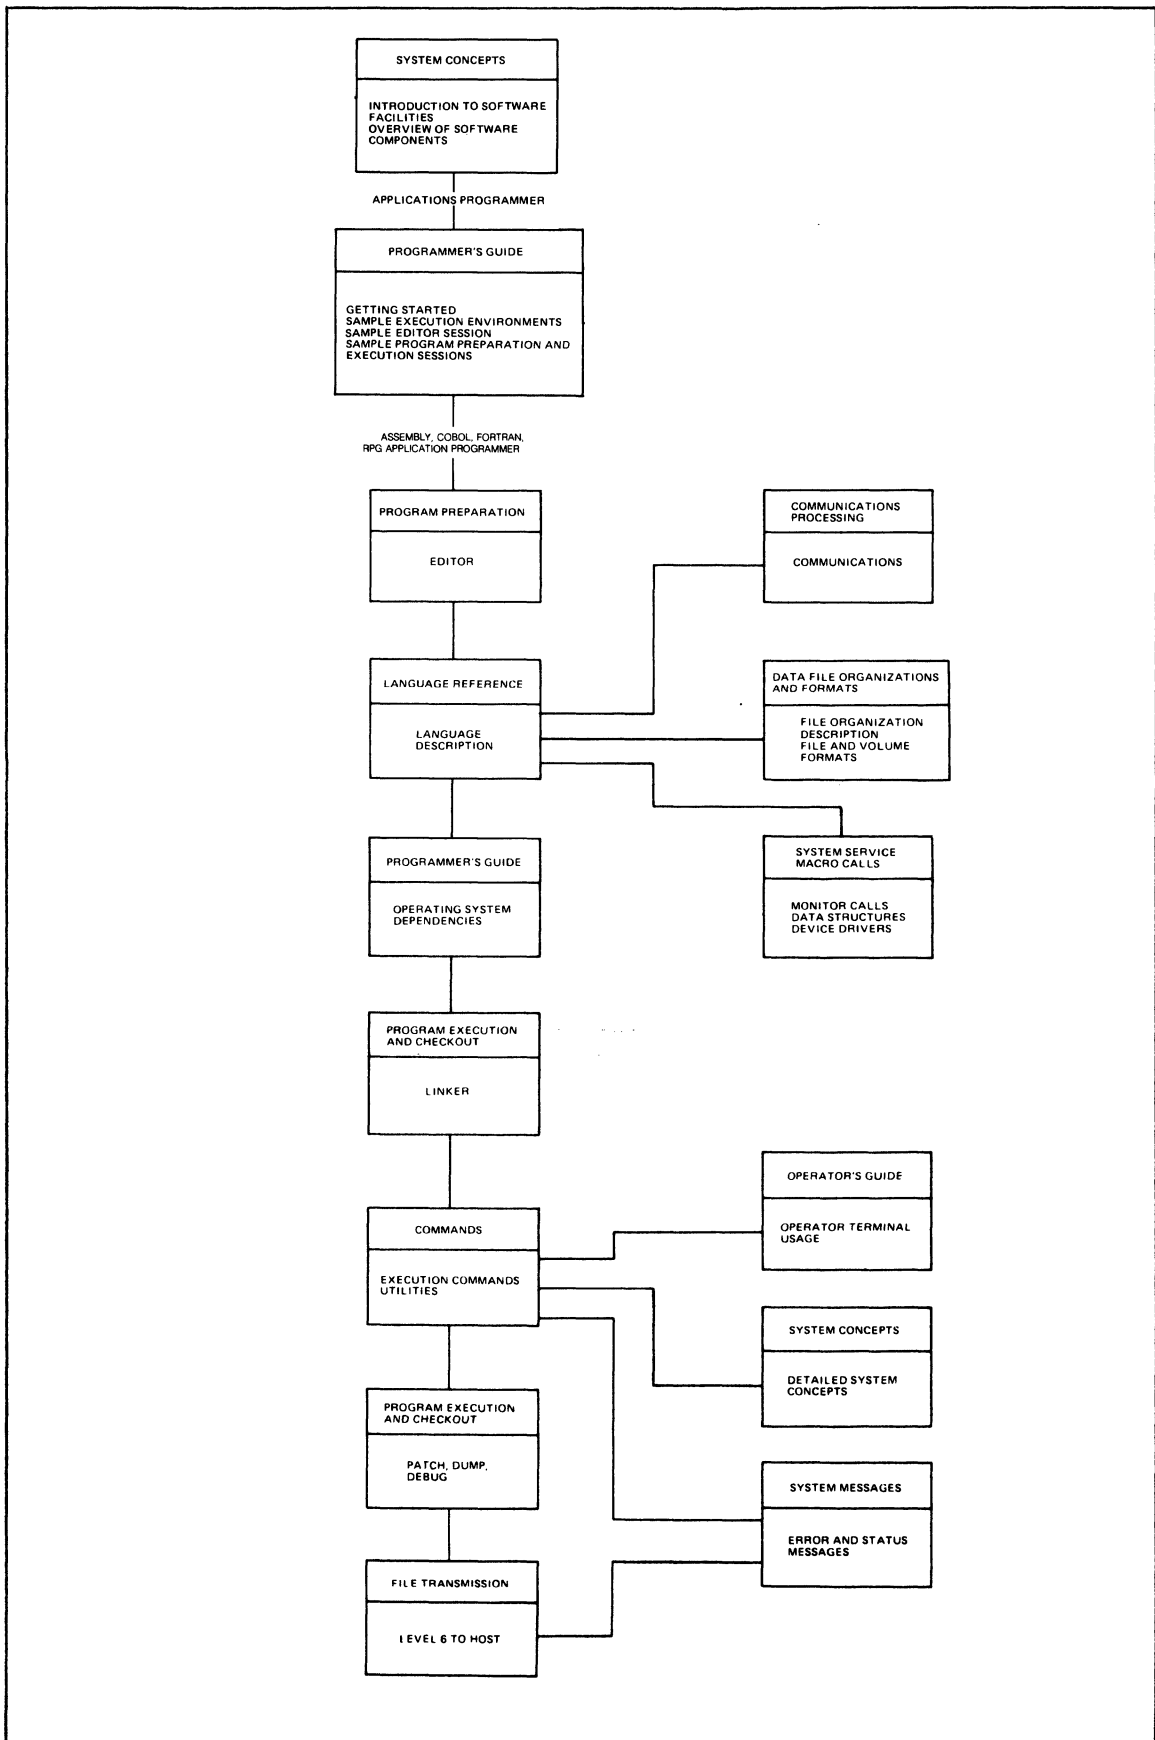 SYSTEM CONCEPTS
INTRODUCTION TO SOFTWARE
FACILITIES
OVERVIEW OF SOFTWARE
COMPONENTS
APPLICATIONS PROGRAMMER
PROGRAMMER'S GUIDE
GETTING STARTED
SAMPLE EXECUTION ENVIRONMENTS
SAMPLE EDITOR SESSION
SAMPLE PROGRAM PREPARATION AND
EXECUTION SESSIONS
ASSEMBLY, COBOL, FORTRAN,
RPG APPLICATION PROGRAMMER
PROGRAM PREPARATION
EDITOR
COMMUNICATIONS
PROCESSING
COMMUNICATIONS
LANGUAGE REFERENCE
LANGUAGE
DESCRIPTION
DATA FILE ORGANIZATIONS
AND FORMATS
FILE ORGANIZATION
DESCRIPTION
FILE AND VOLUME
FORMATS
PROGRAMMER'S GUIDE
OPERATING SYSTEM
DEPENDENCIES
SYSTEM SERVICE
MACRO CALLS
MONITOR CALLS
DATA STRUCTURES
DEVICE DRIVERS
PROGRAM EXECUTION
AND CHECKOUT
LINKER
OPERATOR'S GUIDE
OPERATOR TERMINAL
USAGE
COMMANDS
EXECUTION COMMANDS
UTILITIES
SYSTEM CONCEPTS
DETAILED SYSTEM
CONCEPTS
PROGRAM EXECUTION
AND CHECKOUT
PATCH, DUMP,
DEBUG
SYSTEM MESSAGES
ERROR AND STATUS
MESSAGES
FILE TRANSMISSION
LEVEL 6 TO HOST